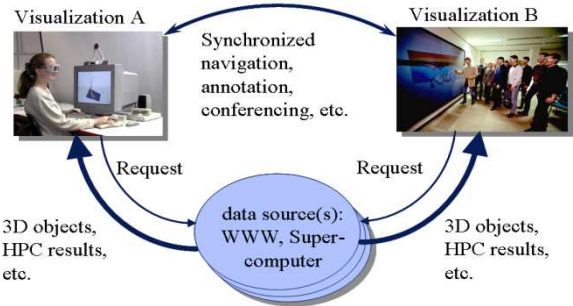 Visualization A
Visualization B
Synchronized
navigation,
annotation,
conferencing, etc.
Request
Request
3D objects,
HPC results,
etc.
data source(s):
WWW, Super-
computer
3D objects,
HPC results,
etc.